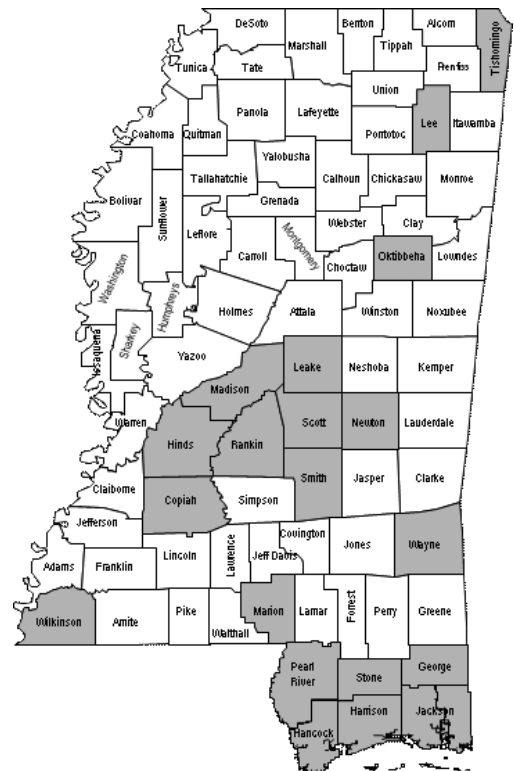 DeSoto
Benton
Alcorn
Marshall
Tippah
Tishomingo
Tunica
Tate
Prentiss
Union
Panola
Lafeyette
Lee
Itawamba
Coahoma
Quitman
Pontotoc
Yalobusha
Tallahatchie
Calhoun
Chickasaw
Monroe
Bolivar
Sunflower
Grenada
Leflore
Webster
Clay
Montgomery
Carroll
Oktibbeha
Lowndes
Choctaw
Washington
Humphreys
Holmes
Attala
Winston
Noxubee
Sharkey
Issaquena
Yazoo
Leake
Neshoba
Kemper
Madison
Warren
Scott
Newton
Lauderdale
Hinds
Rankin
Smith
Jasper
Clarke
Claiborne
Copiah
Simpson
Jefferson
Covington
Wayne
Lincoln
Lawrence
Jeff Davis
Jones
Adams
Franklin
Wilkinson
Amite
Pike
Walthall
Marion
Lamar
Forrest
Perry
Greene
Pearl
River
Stone
George
Harrison
Jackson
Hancock